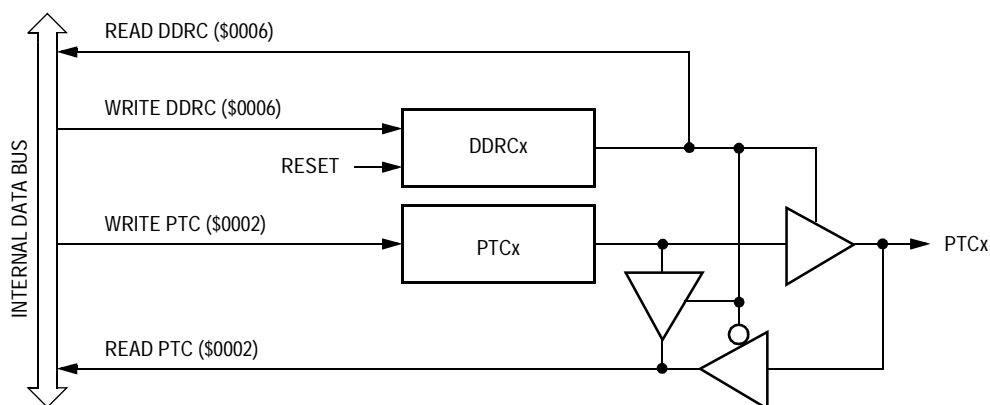 READ DDRC ($0006)
WRITE DDRC ($0006)
DDRCx
RESET
INTERNAL DATA BUS
WRITE PTC ($0002)
PTCx
PTCx
READ PTC ($0002)